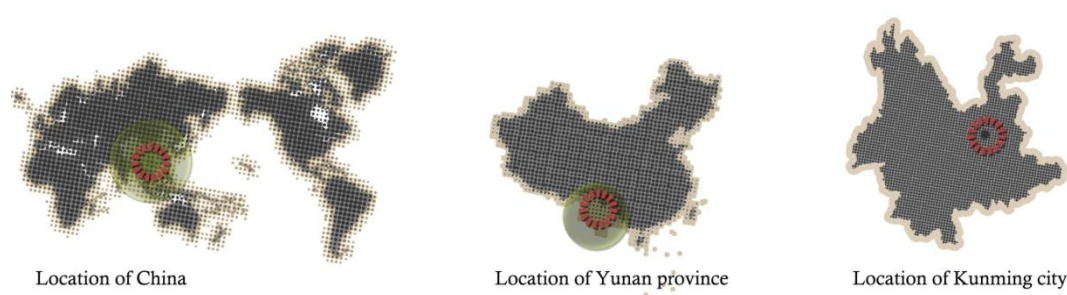 Location of China
Location of Yunan province
Location of Kunming city